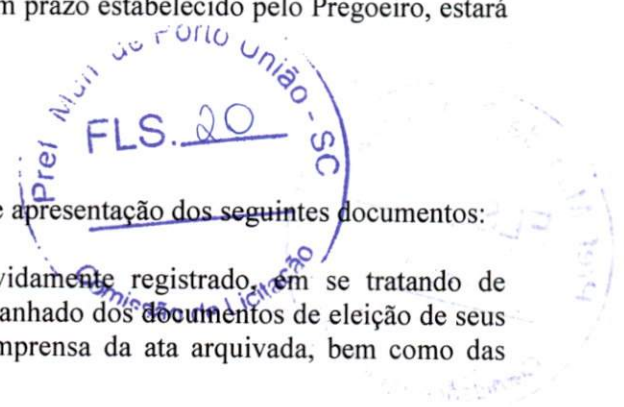 m prazo estabelecido pelo Pregoeiro, estará
Pref Mun de Porto União - SC
FLS. 20
e apresentação dos seguintes documentos:
vidamente registrado, em se tratando de
Comissão de Licitação
anhado dos documentos de eleição de seus
mprensa da ata arquivada, bem como das